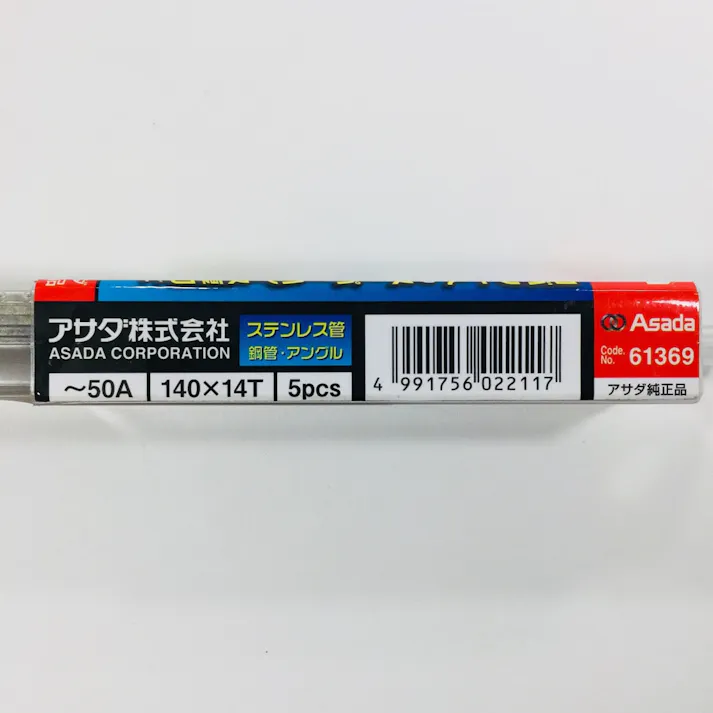 アサダ株式会社
ASADA CORPORATION
ステンレス管
鋼管・アングル
～50A
140×14T
5pcs
4 991756 022117
Asada
Code. No. 61369
アサダ純正品